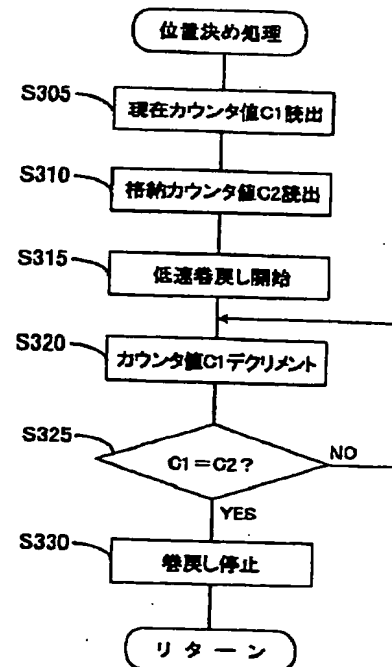 位置決め処理
S305
現在カウンタ値C1読出
S310
格納カウンタ値C2読出
S315
低速巻戻し開始
S320
カウンタ値C1デクリメント
S325
C1=C2?
NO
YES
S330
巻戻し停止
リターン